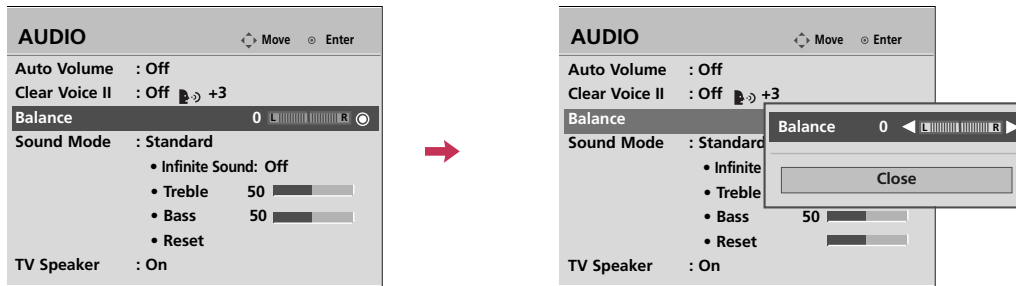 AUDIO Move Enter
Auto Volume : Off
Clear Voice II : Off +3
Balance 0 L R
Sound Mode : Standard
• Infinite Sound: Off
• Treble 50
• Bass 50
• Reset
TV Speaker : On
AUDIO Move Enter
Auto Volume : Off
Clear Voice II : Off +3
Balance
Sound Mode : Standard
• Infinite
• Treble
• Bass 50
• Reset
TV Speaker : On
Balance 0 L R
Close